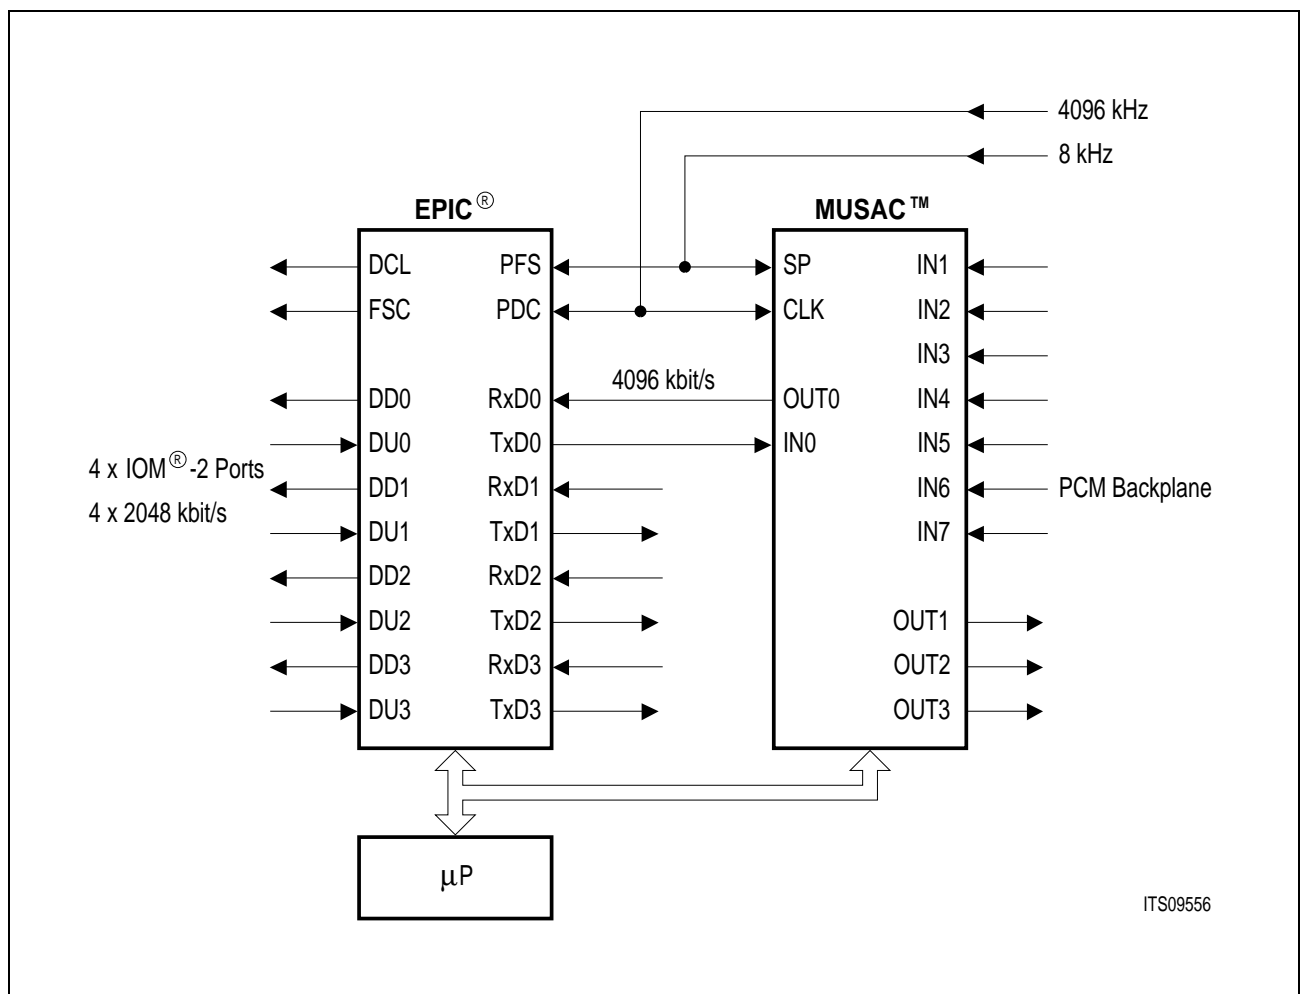 4096 kHz
8 kHz
EPIC®
MUSAC™
DCL PFS SP IN1
FSC PDC CLK IN2
IN3
4096 kbit/s
DD0 RxD0 OUT0 IN4
DU0 TxD0 IN0 IN5
4 x IOM®-2 Ports
DD1 RxD1 IN6 PCM Backplane
4 x 2048 kbit/s
DU1 TxD1 IN7
DD2 RxD2
DU2 TxD2 OUT1
DD3 RxD3 OUT2
DU3 TxD3 OUT3
μP
ITS09556